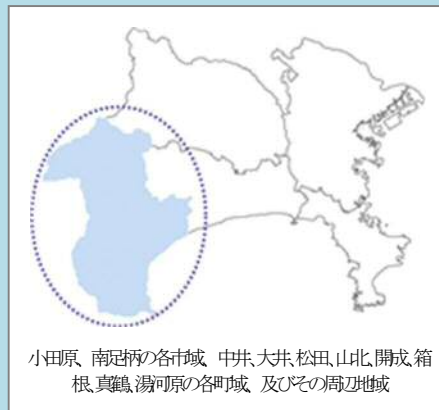 小田原、南足柄の各市域、中井、大井、松田、山北、開成、箱
根、真鶴、湯河原の各町域、及びその周辺地域